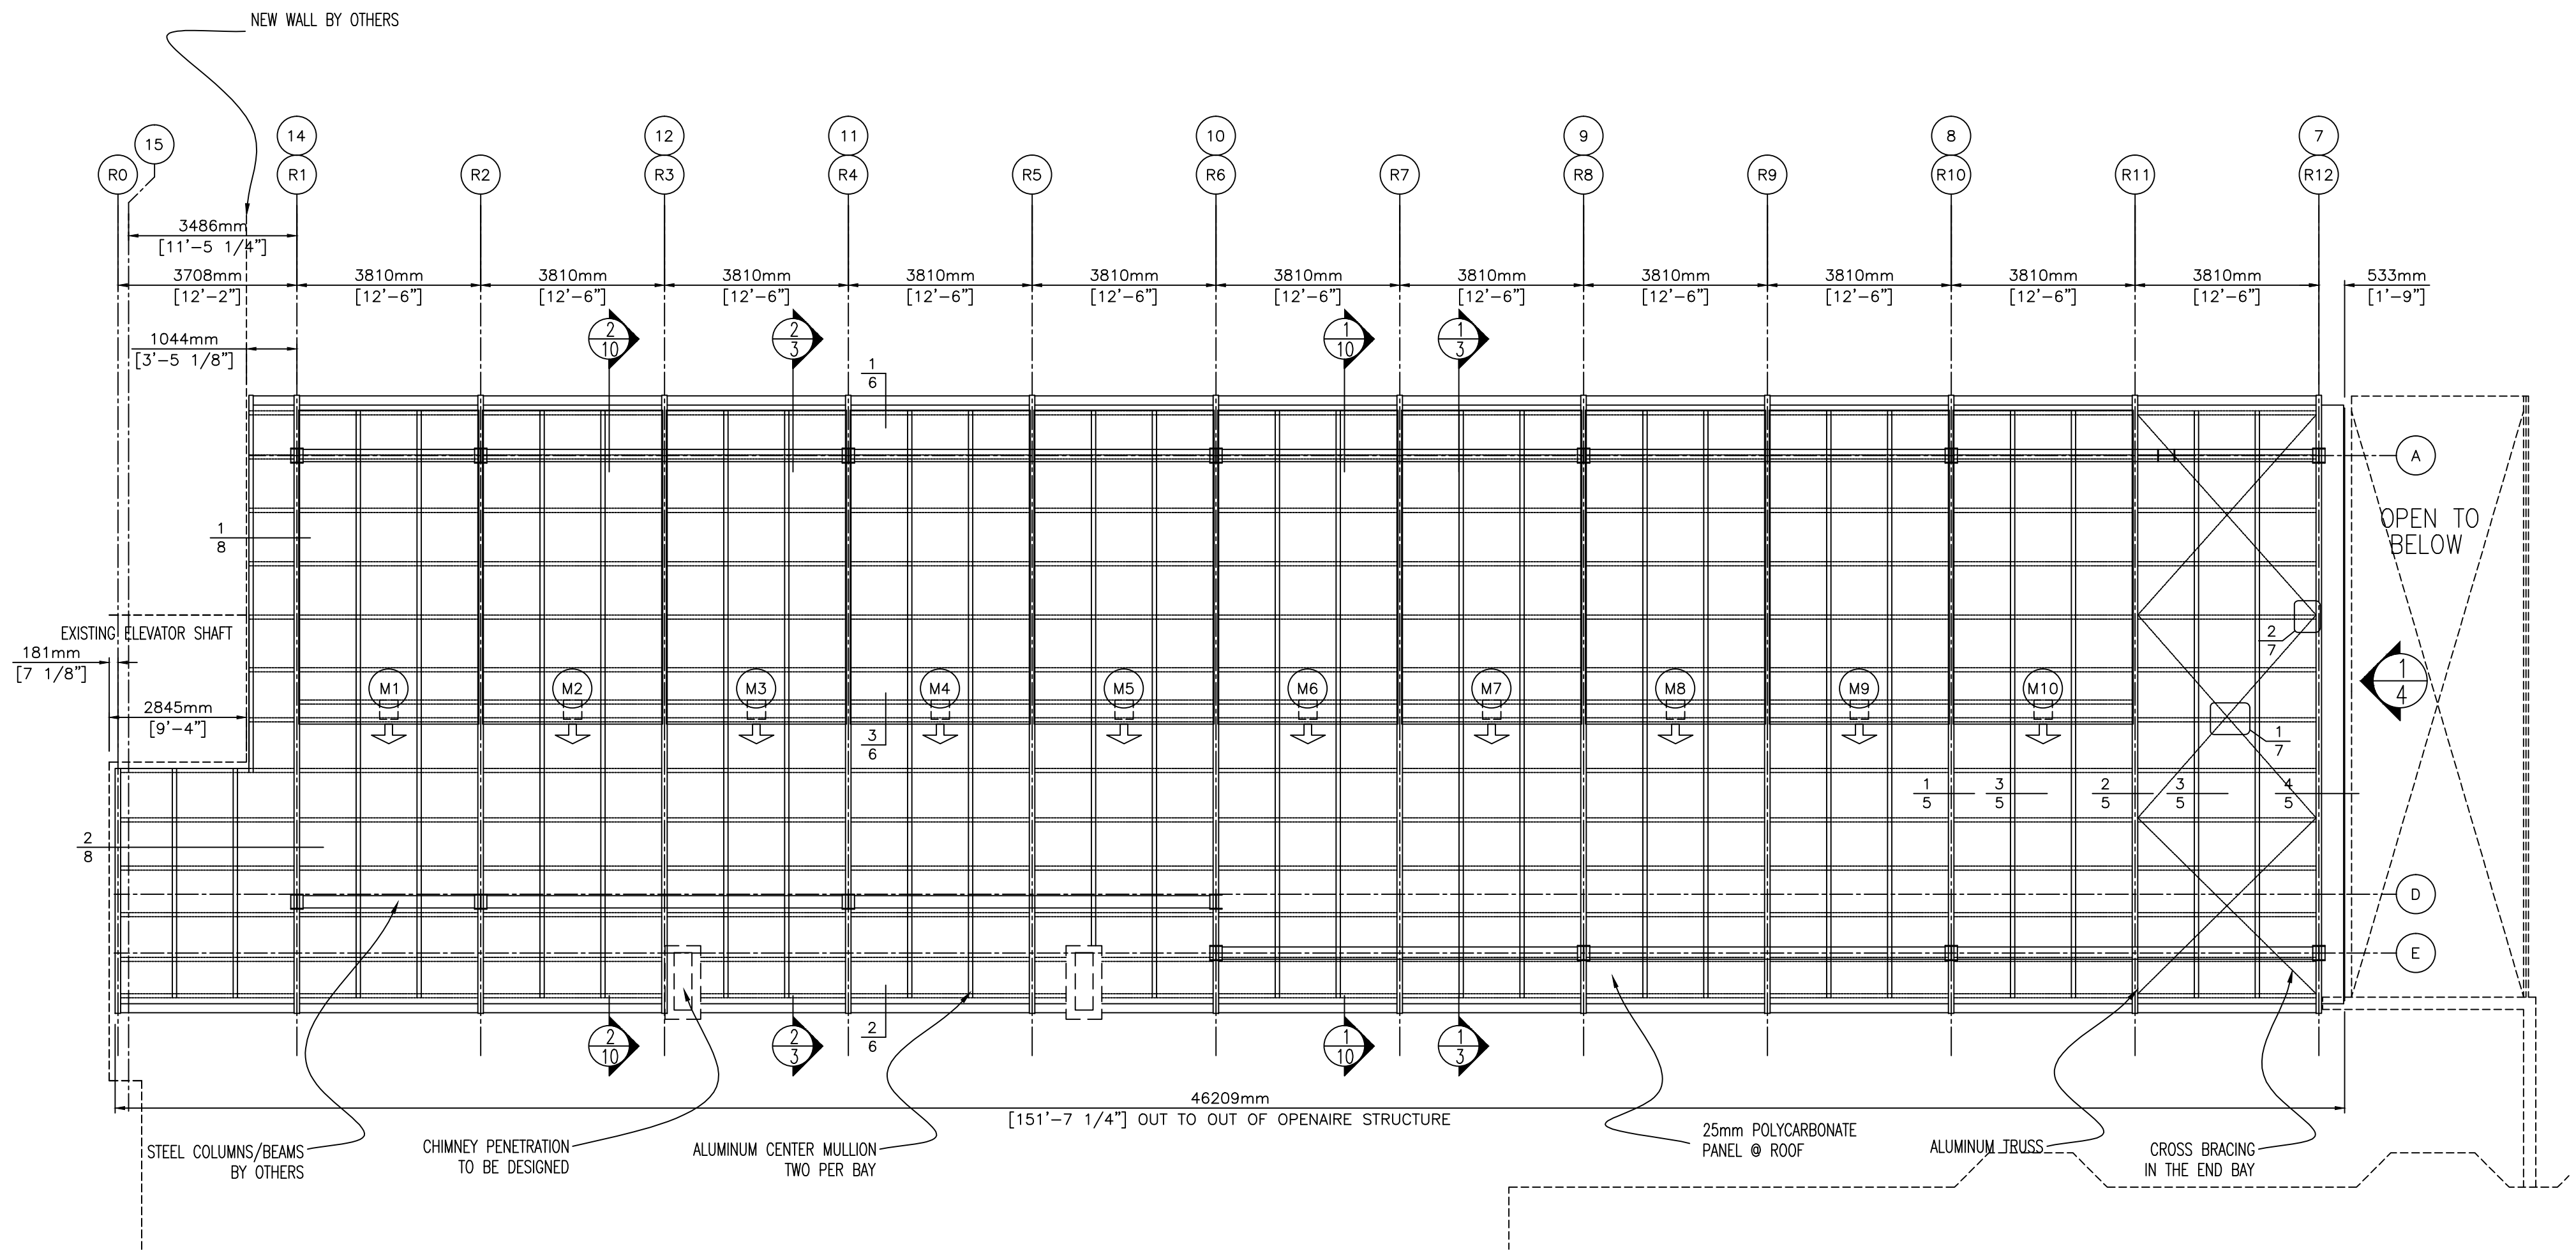 NEW WALL BY OTHERS
14 12 11 10 9 8 7
15
R0 R1 R2 R3 R4 R5 R6 R7 R8 R9 R10 R11 R12
3486mm
[11'-5 1/4"]
3708mm 3810mm 3810mm 3810mm 3810mm 3810mm 3810mm 3810mm 3810mm 3810mm 3810mm 3810mm 533mm
[12'-2"] [12'-6"] [12'-6"] [12'-6"] [12'-6"] [12'-6"] [12'-6"] [12'-6"] [12'-6"] [12'-6"] [12'-6"] [12'-6"] [1'-9"]
1044mm
[3'-5 1/8"]
2 2 1 1
10 3 10 3
1
6
A
OPEN TO
BELOW
1
8
EXISTING ELEVATOR SHAFT
181mm
[7 1/8"]
2
7
M1 M2 M3 M4 M5 M6 M7 M8 M9 M10
1
4
2845mm
[9'-4"]
3
6
1
7
1 3 2 3 4
5 5 5 5 5
2
8
D
E
2 2 1 1
10 3 10 3
2
6
46209mm
[151'-7 1/4"] OUT TO OUT OF OPENAIRE STRUCTURE
STEEL COLUMNS/BEAMS
BY OTHERS
CHIMNEY PENETRATION
TO BE DESIGNED
ALUMINUM CENTER MULLION
TWO PER BAY
25mm POLYCARBONATE
PANEL @ ROOF
ALUMINUM TRUSS
CROSS BRACING
IN THE END BAY